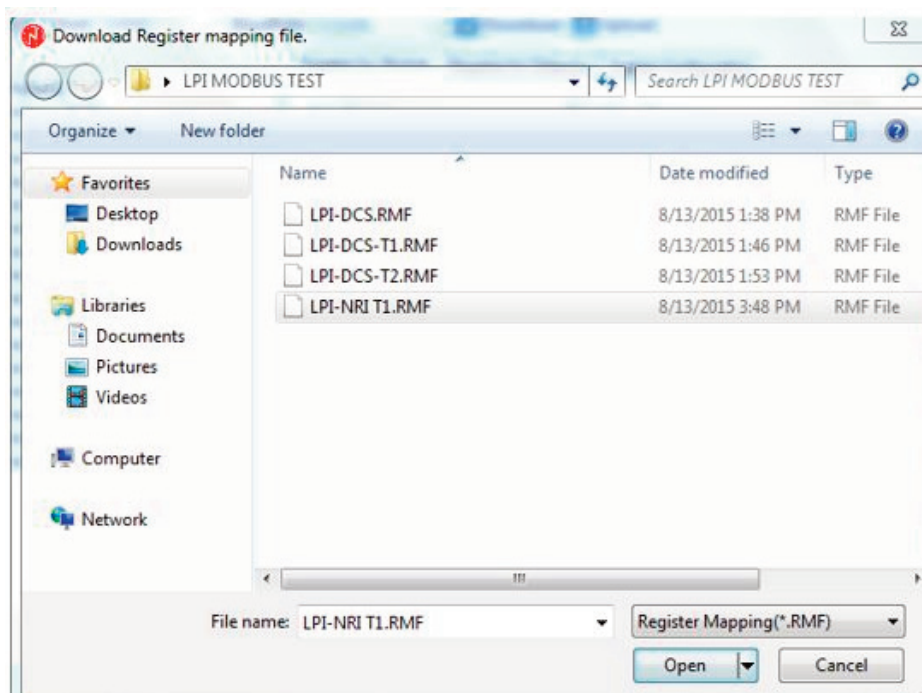 Download Register mapping file.
LPI MODBUS TEST
Search LPI MODBUS TEST
Organize
New folder
Name
Date modified
Type
Favorites
Desktop
Downloads
Libraries
Documents
Pictures
Videos
Computer
Network
LPI-DCS.RMF 8/13/2015 1:38 PM RMF File
LPI-DCS-T1.RMF 8/13/2015 1:46 PM RMF File
LPI-DCS-T2.RMF 8/13/2015 1:53 PM RMF File
LPI-NRI T1.RMF 8/13/2015 3:48 PM RMF File
File name: LPI-NRI T1.RMF
Register Mapping(*.RMF)
Open
Cancel